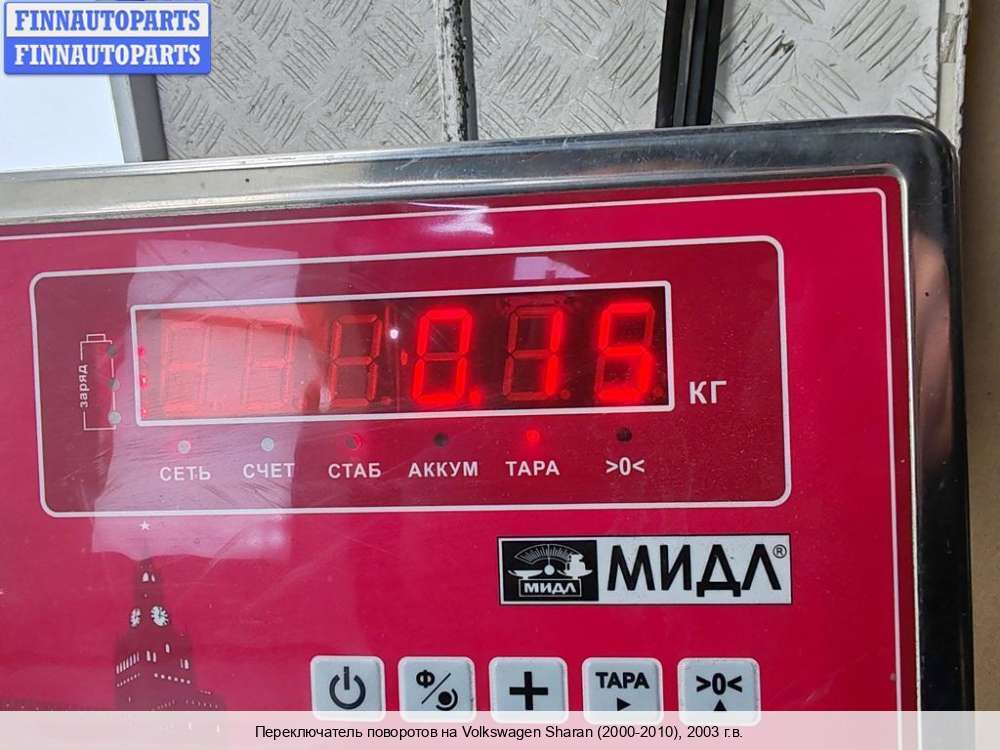 FINNAUTOPARTS
FINNAUTOPARTS
заряд
0.15
КГ
СЕТЬ СЧЕТ СТАБ АККУМ ТАРА >0<
МИДЛ
МИДЛ®
Ф ТАРА >0<
Переключатель поворотов на Volkswagen Sharan (2000-2010), 2003 г.в.